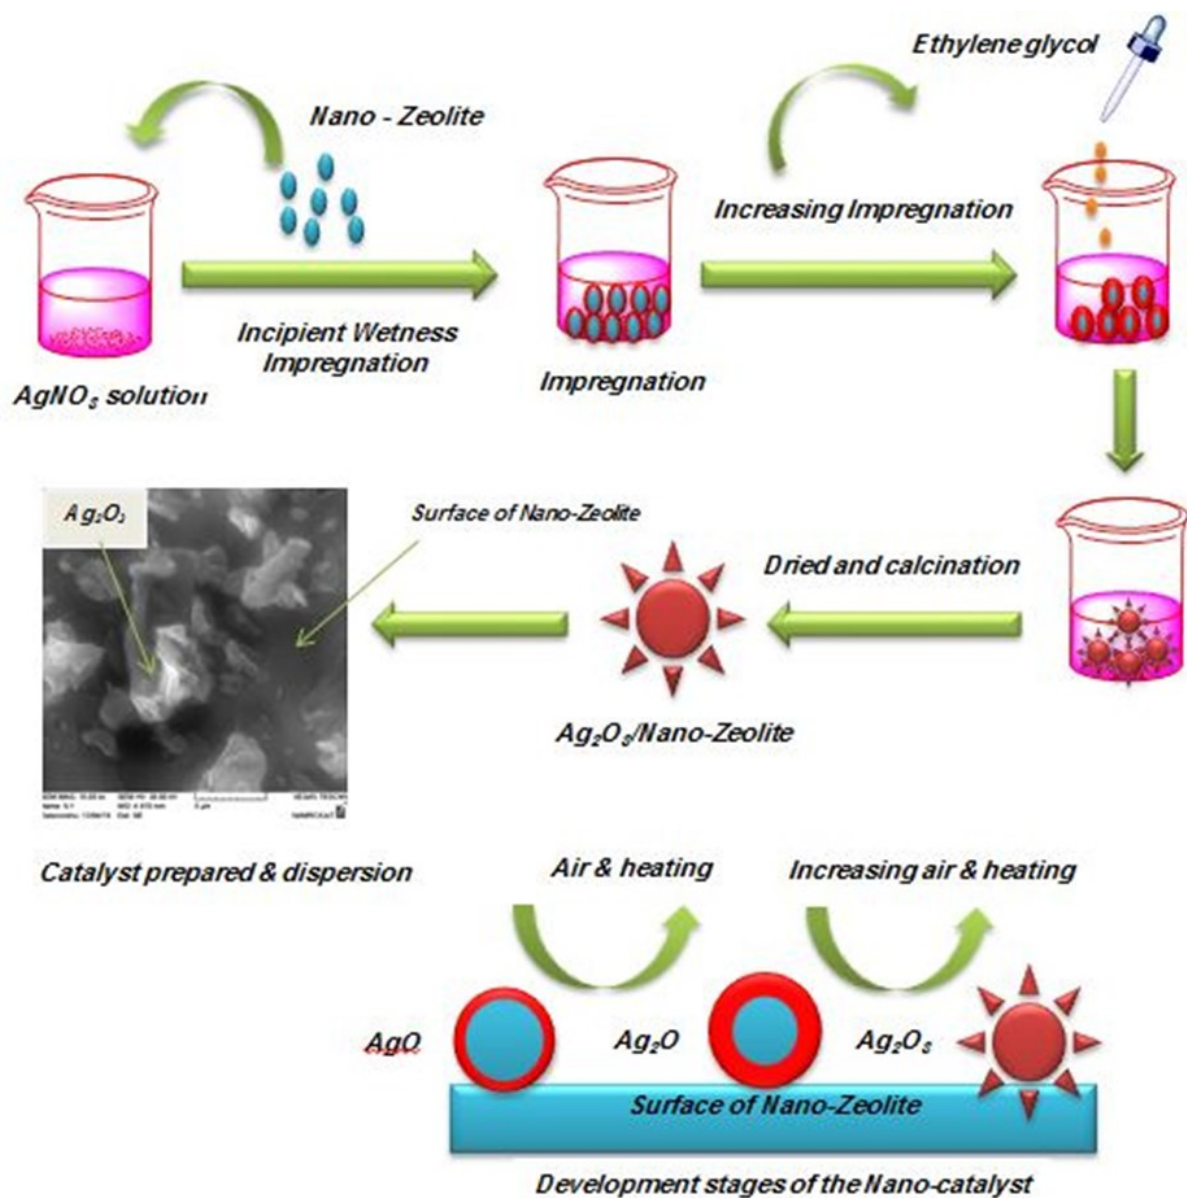 Ethylene glycol
Nano - Zeolite
Increasing Impregnation
Incipient Wetness
Impregnation
Impregnation
AgNO₃ solution
Ag₂O₃
Surface of Nano-Zeolite
Dried and calcination
Ag₂O₃/Nano-Zeolite
Catalyst prepared & dispersion
Air & heating
Increasing air & heating
AgO
Ag₂O
Ag₂O₃
Surface of Nano-Zeolite
Development stages of the Nano-catalyst